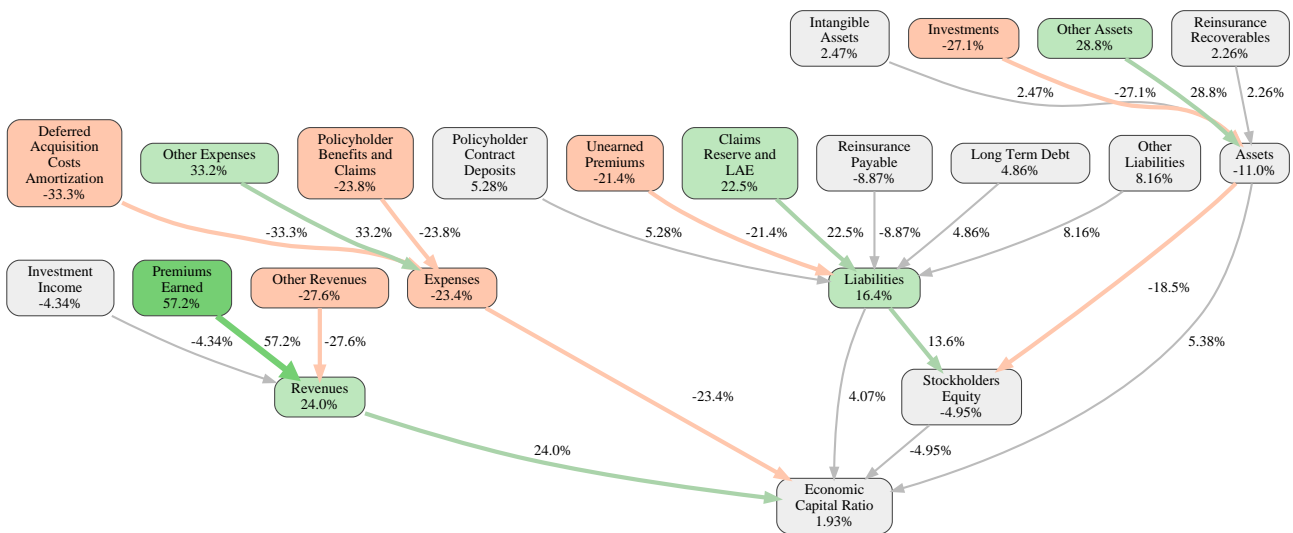 Intangible
Assets
2.47%
Investments
-27.1%
Other Assets
28.8%
Reinsurance
Recoverables
2.26%
2.47%
-27.1%
28.8%
2.26%
Deferred
Acquisition
Costs
Amortization
-33.3%
Other Expenses
33.2%
Policyholder
Benefits and
Claims
-23.8%
Policyholder
Contract
Deposits
5.28%
Unearned
Premiums
-21.4%
Claims
Reserve and
LAE
22.5%
Reinsurance
Payable
-8.87%
Long Term Debt
4.86%
Other
Liabilities
8.16%
Assets
-11.0%
-33.3%
33.2%
-23.8%
5.28%
-21.4%
22.5%
-8.87%
4.86%
8.16%
Investment
Income
-4.34%
Premiums
Earned
57.2%
Other Revenues
-27.6%
Expenses
-23.4%
Liabilities
16.4%
-18.5%
-4.34%
57.2%
-27.6%
13.6%
5.38%
Revenues
24.0%
-23.4%
4.07%
Stockholders
Equity
-4.95%
24.0%
-4.95%
Economic
Capital Ratio
1.93%